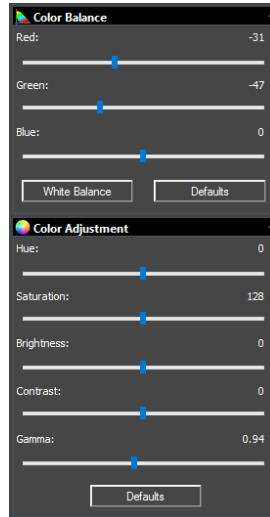 Color Balance
Red: -31
Green: -47
Blue: 0
White Balance Defaults
Color Adjustment
Hue: 0
Saturation: 128
Brightness: 0
Contrast: 0
Gamma: 0.94
Defaults